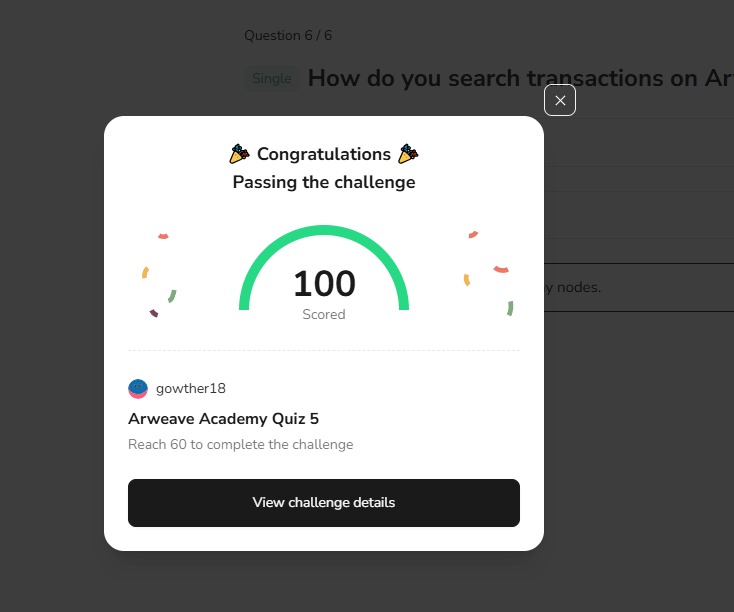 Question 6 / 6
Single How do you search transactions on Ar
Congratulations
Passing the challenge
100
Scored
y nodes.
gowther18
Arweave Academy Quiz 5
Reach 60 to complete the challenge
View challenge details